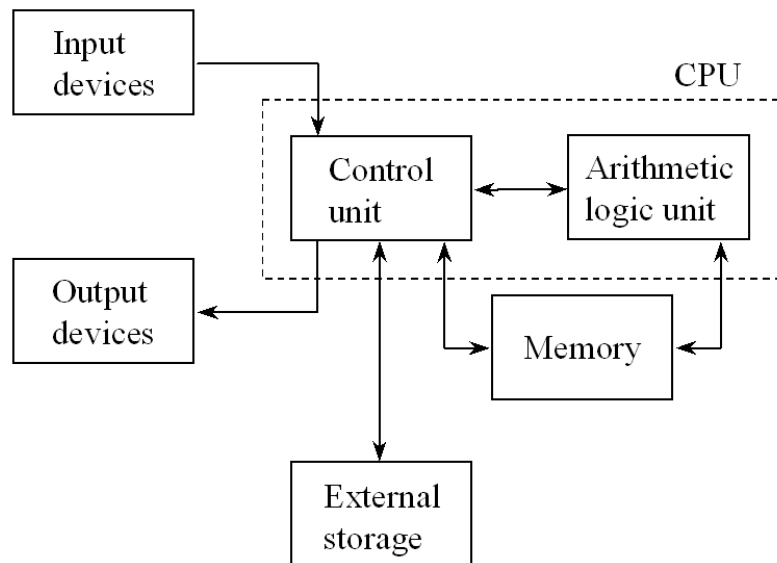 Input
devices
CPU
Control
unit
Arithmetic
logic unit
Output
devices
Memory
External
storage